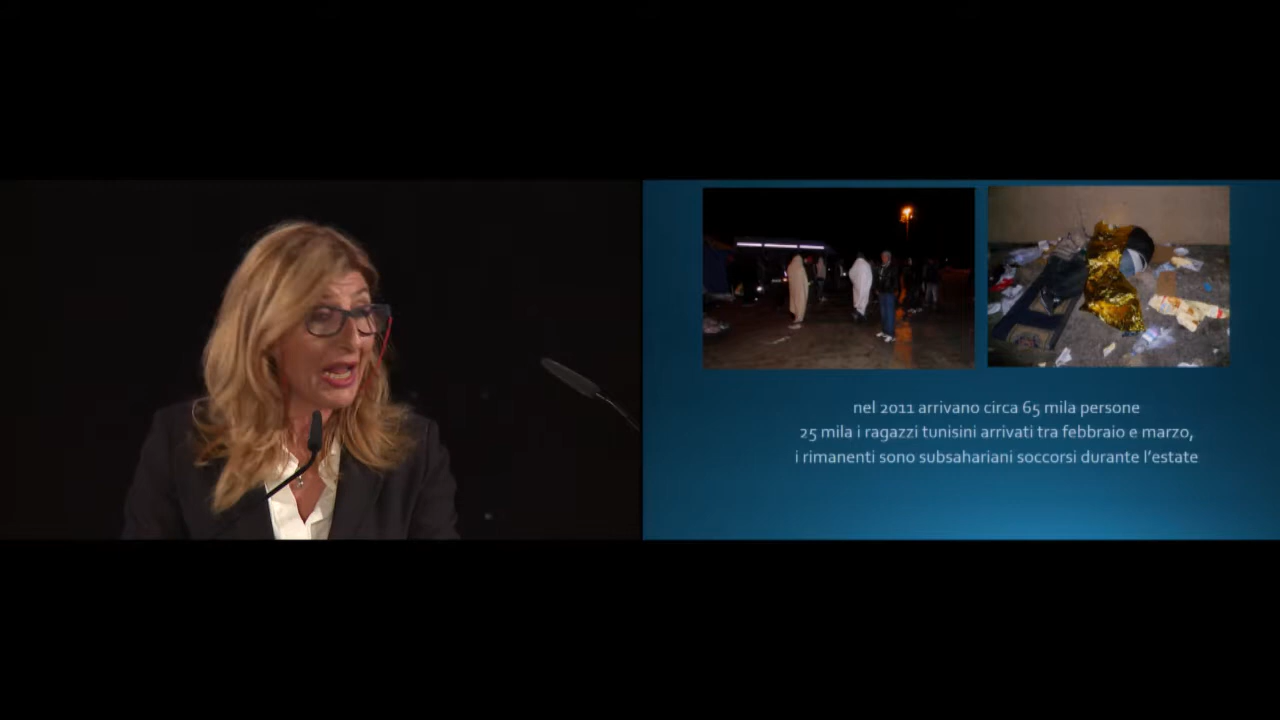 nel 2011 arrivano circa 65 mila persone
25 mila i ragazzi tunisini arrivati tra febbraio e marzo,
i rimanenti sono subsahariani soccorsi durante l'estate